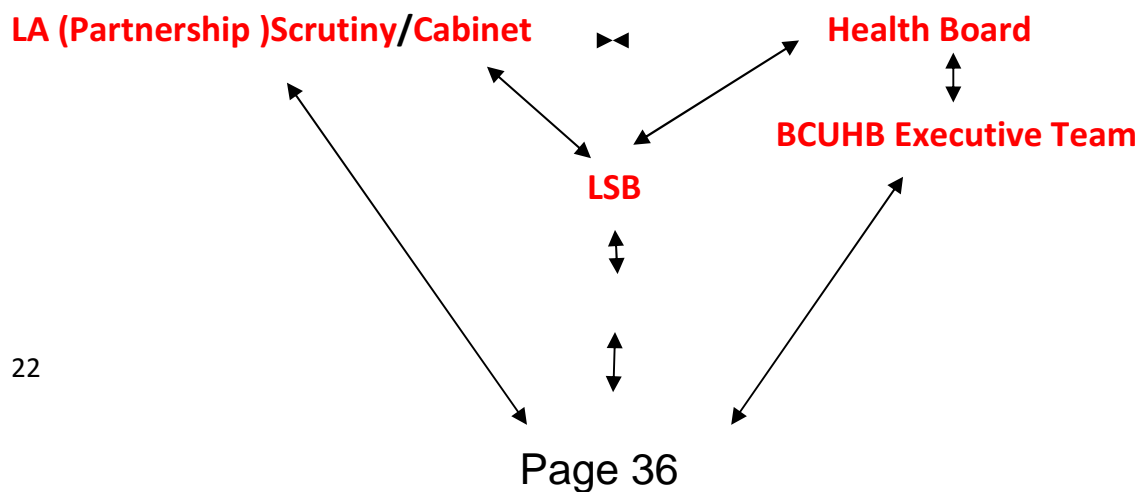 LA (Partnership )Scrutiny/Cabinet Health Board
BCUHB Executive Team
LSB
22
Page 36